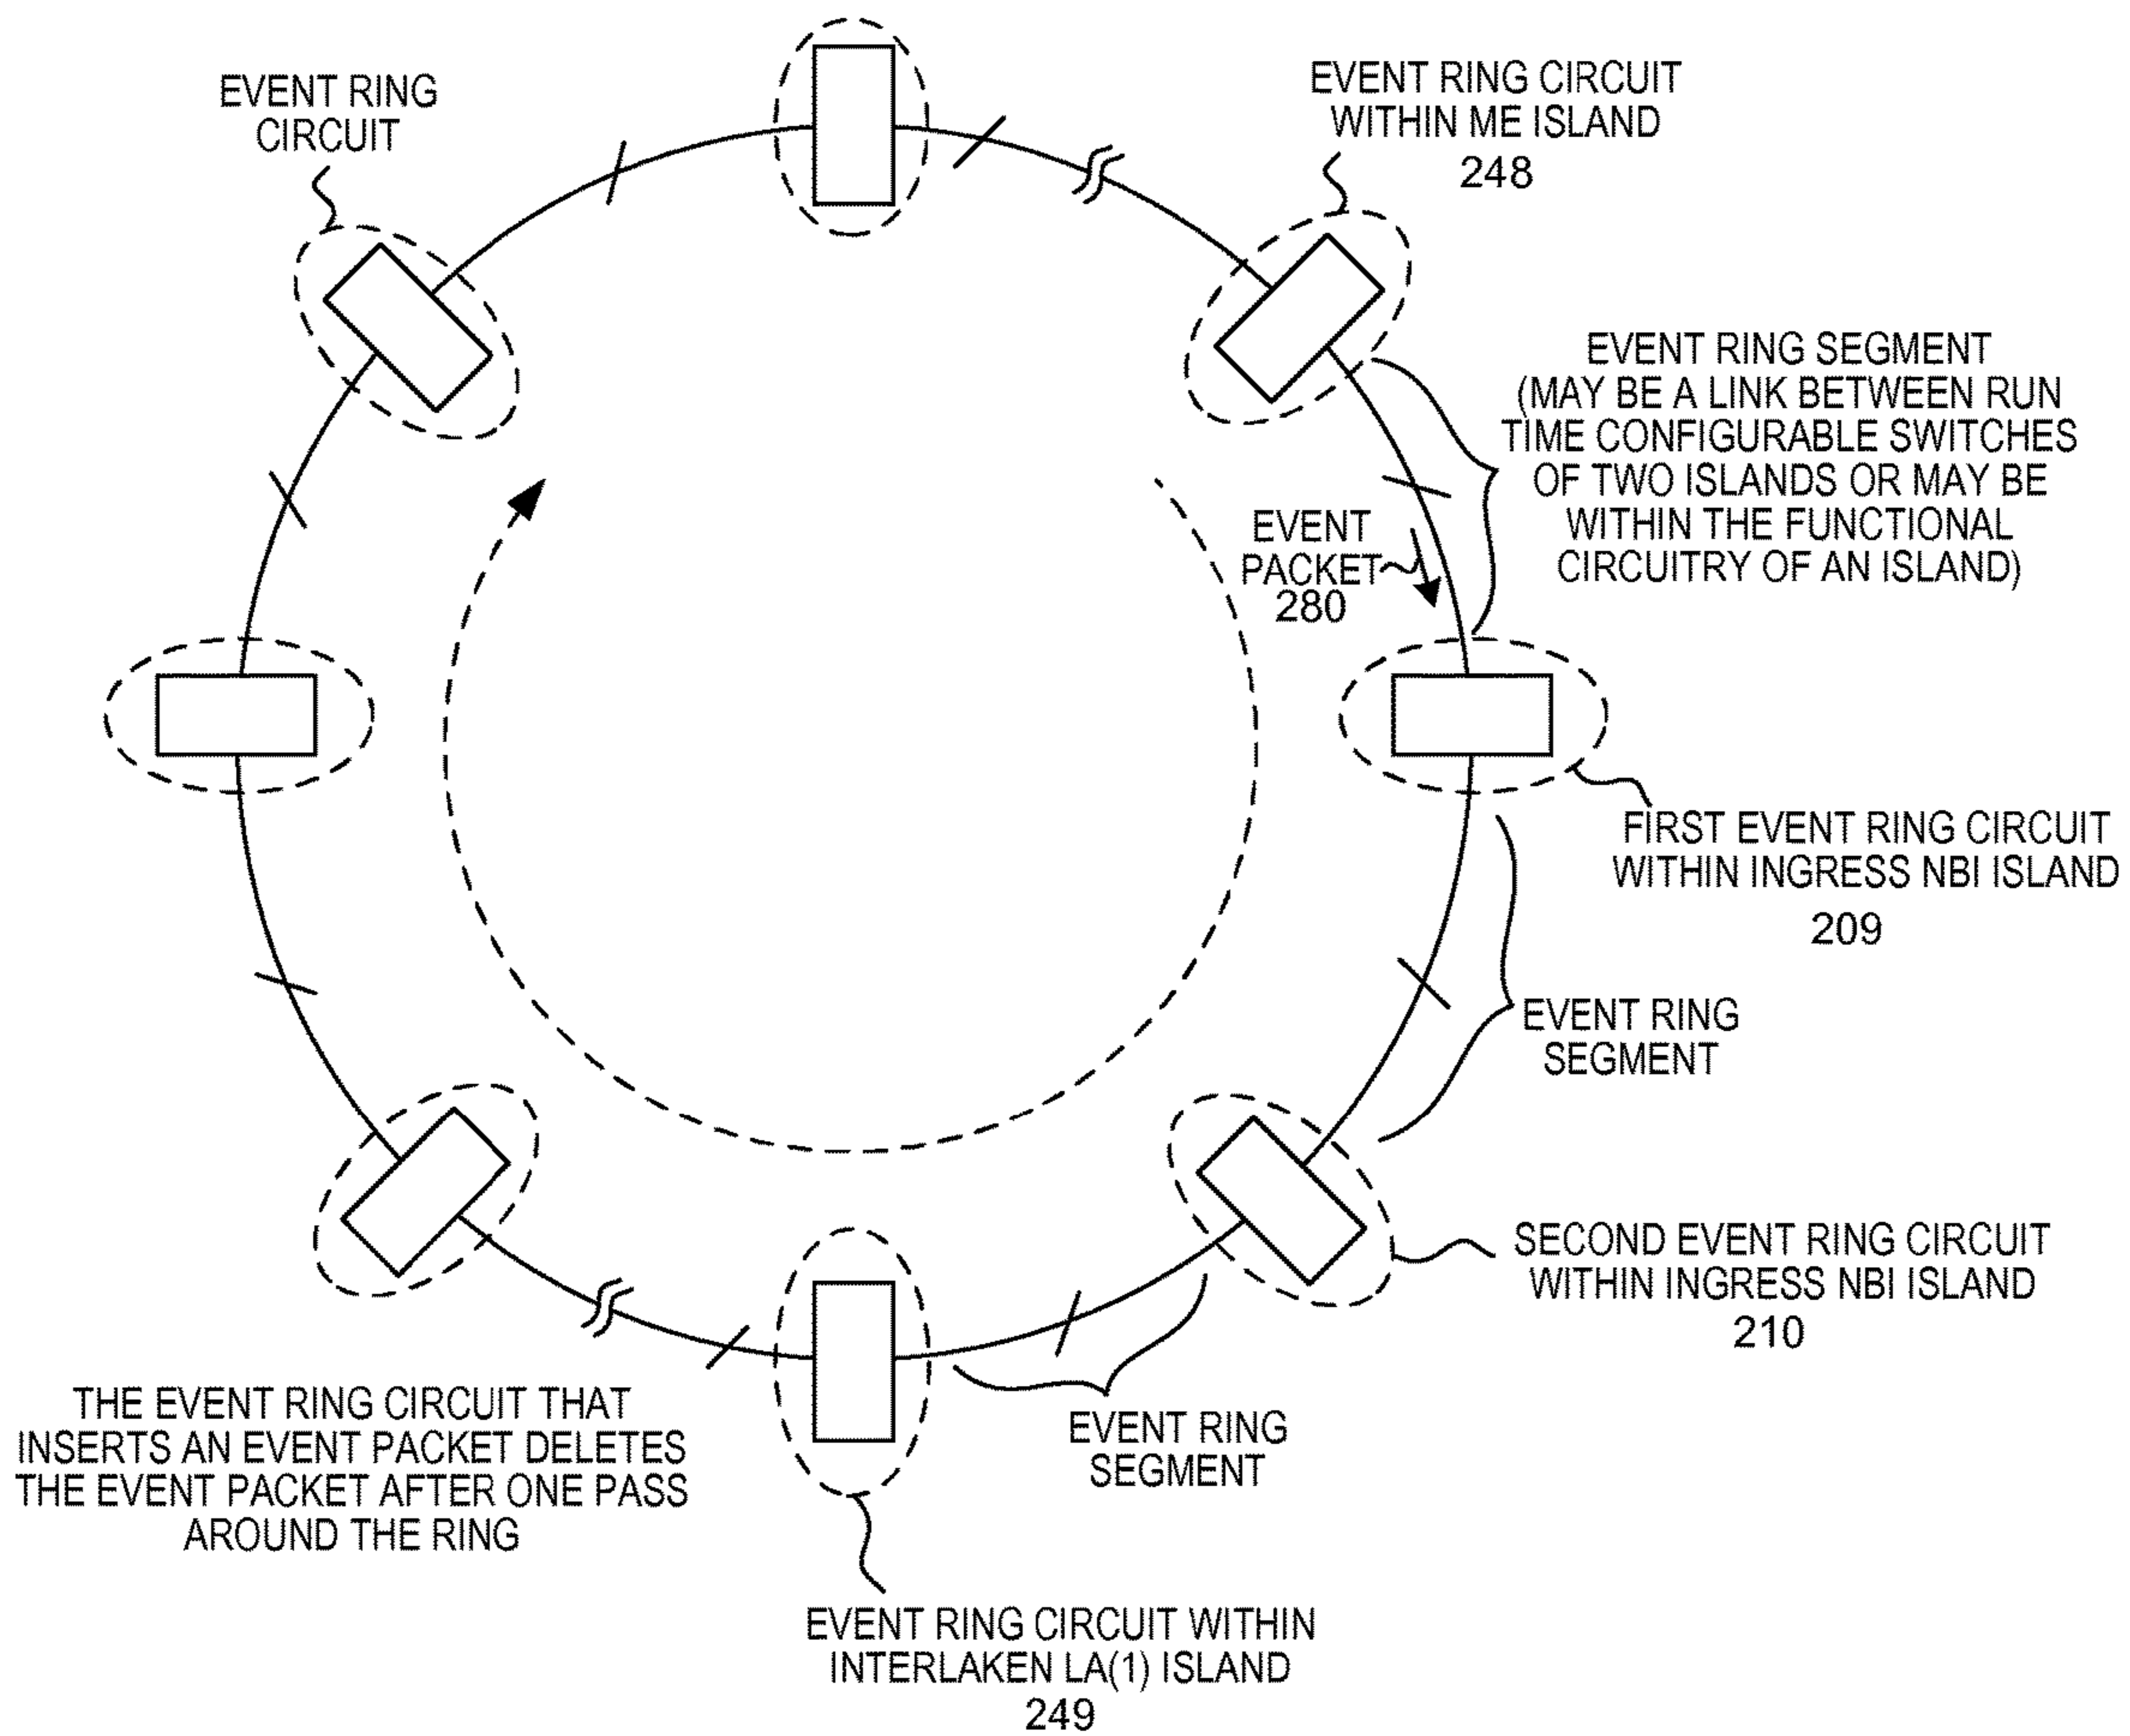 EVENT RING
CIRCUIT
EVENT RING CIRCUIT
WITHIN ME ISLAND
248
EVENT RING SEGMENT
(MAY BE A LINK BETWEEN RUN
TIME CONFIGURABLE SWITCHES
OF TWO ISLANDS OR MAY BE
WITHIN THE FUNCTIONAL
CIRCUITRY OF AN ISLAND)
EVENT
PACKET
280
FIRST EVENT RING CIRCUIT
WITHIN INGRESS NBI ISLAND
209
EVENT RING
SEGMENT
SECOND EVENT RING CIRCUIT
WITHIN INGRESS NBI ISLAND
210
EVENT RING
SEGMENT
THE EVENT RING CIRCUIT THAT
INSERTS AN EVENT PACKET DELETES
THE EVENT PACKET AFTER ONE PASS
AROUND THE RING
EVENT RING CIRCUIT WITHIN
INTERLAKEN LA(1) ISLAND
249